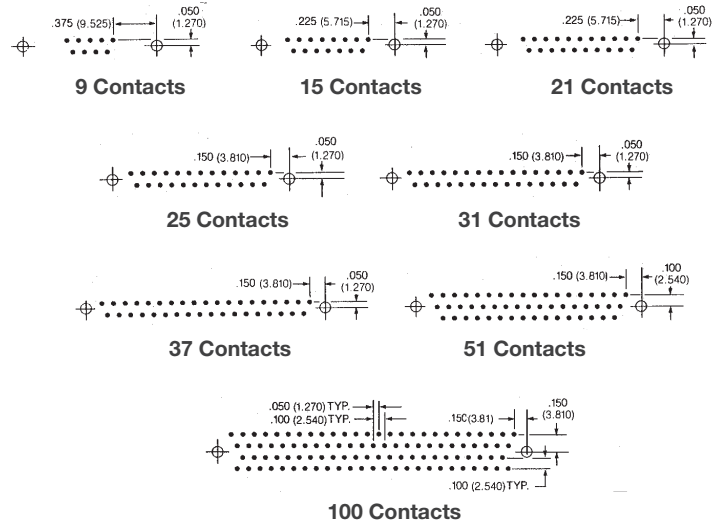 .375 (9.525)
.050
(1.270)
9 Contacts
.225 (5.715)
.050
(1.270)
15 Contacts
.225 (5.715)
.050
(1.270)
21 Contacts
.150 (3.810)
.050
(1.270)
25 Contacts
.150 (3.810)
.050
(1.270)
31 Contacts
.150 (3.810)
.050
(1.270)
37 Contacts
.150 (3.810)
.100
(2.540)
51 Contacts
.050 (1.270) TYP.
.100 (2.540) TYP.
.150 (3.81)
.150
(3.810)
.100 (2.540) TYP.
100 Contacts